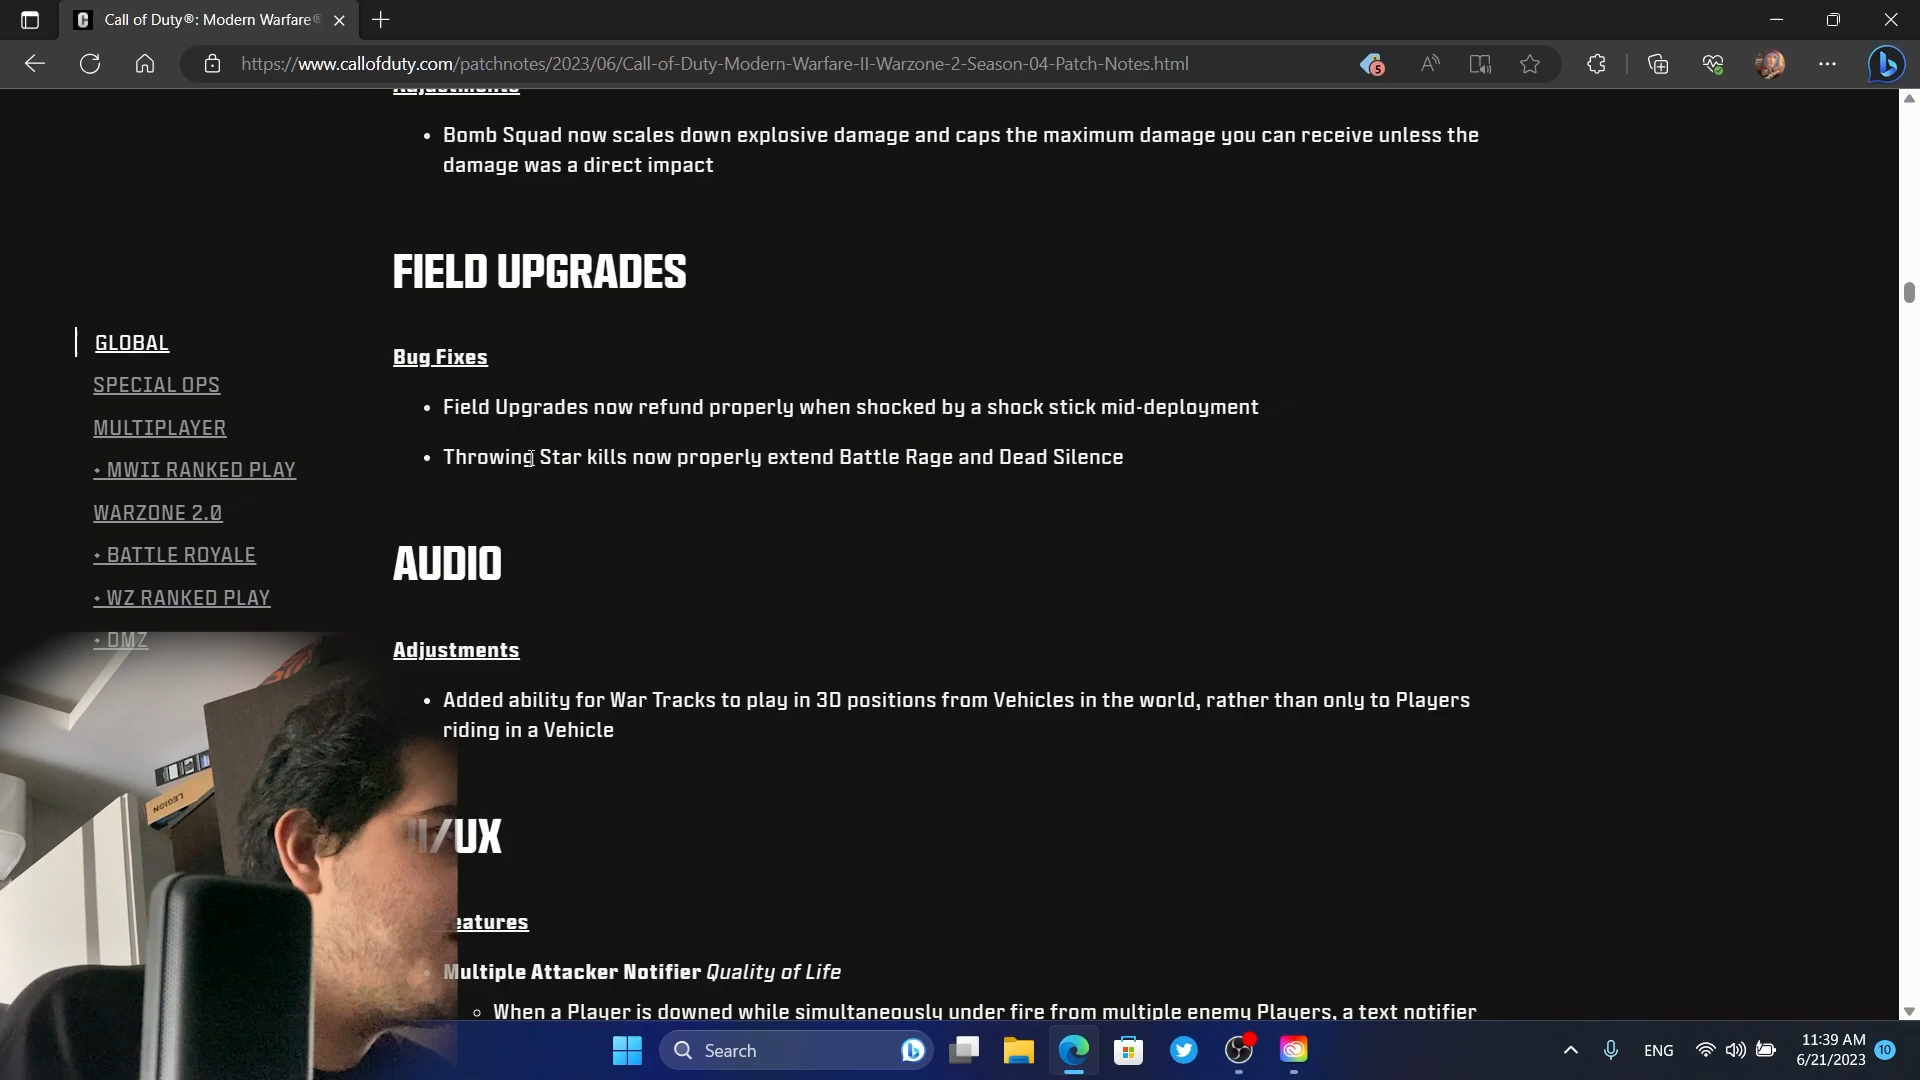 Call of Duty®: Modern Warfare®
https://www.callofduty.com/patchnotes/2023/06/Call-of-Duty-Modern-Warfare-II-Warzone-2-Season-04-Patch-Notes.html
5
Adjustments
• Bomb Squad now scales down explosive damage and caps the maximum damage you can receive unless the
damage was a direct impact
FIELD UPGRADES
GLOBAL
SPECIAL OPS
MULTIPLAYER
• MWII RANKED PLAY
WARZONE 2.0
• BATTLE ROYALE
• WZ RANKED PLAY
• DMZ
Bug Fixes
• Field Upgrades now refund properly when shocked by a shock stick mid-deployment
• Throwing Star kills now properly extend Battle Rage and Dead Silence
AUDIO
Adjustments
• Added ability for War Tracks to play in 3D positions from Vehicles in the world, rather than only to Players
riding in a Vehicle
LEGION
UI/UX
eatures
Multiple Attacker Notifier Quality of Life
◦ When a Player is downed while simultaneously under fire from multiple enemy Players, a text notifier
Search
ENG
11:39 AM
6/21/2023
10